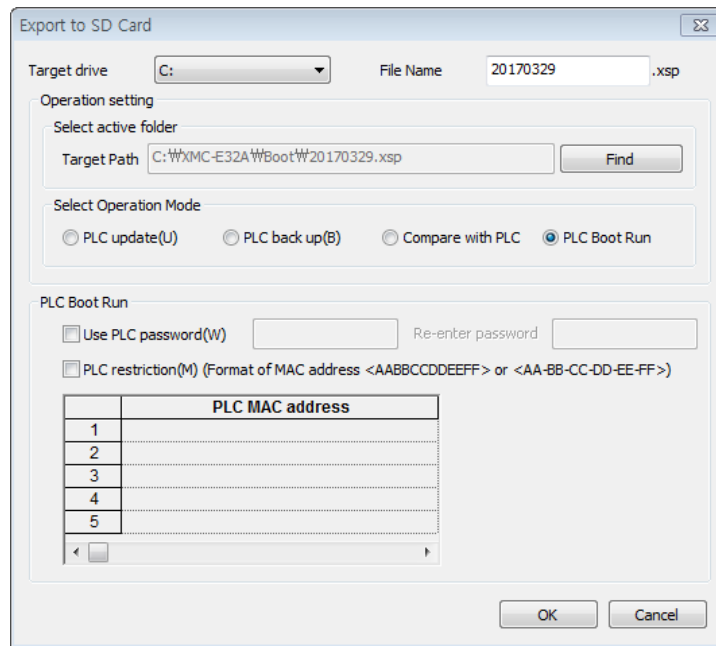 Export to SD Card
Target drive C: File Name 20170329 .xsp
Operation setting
Select active folder
Target Path C:₩XMC-E32A₩Boot₩20170329.xsp Find
Select Operation Mode
PLC update(U) PLC back up(B) Compare with PLC PLC Boot Run
PLC Boot Run
Use PLC password(W) Re-enter password
PLC restriction(M) (Format of MAC address <AABBCCDDEEFF> or <AA-BB-CC-DD-EE-FF>)
PLC MAC address
1
2
3
4
5
OK Cancel